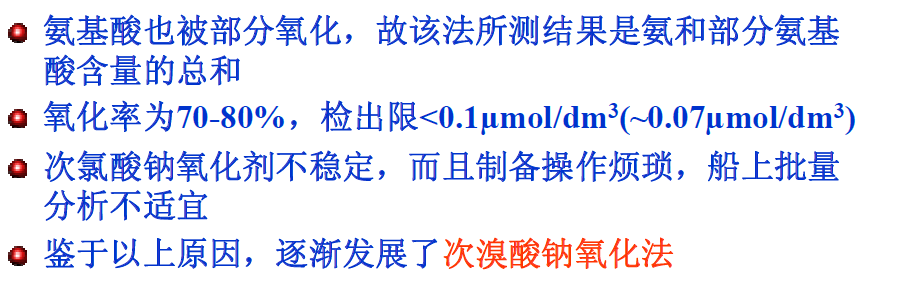 氨基酸也被部分氧化，故该法所测结果是氨和部分氨基
酸含量的总和
氧化率为70-80%，检出限<0.1μmol/dm³(~0.07μmol/dm³)
次氯酸钠氧化剂不稳定，而且制备操作烦琐，船上批量
分析不适宜
鉴于以上原因，逐渐发展了次溴酸钠氧化法